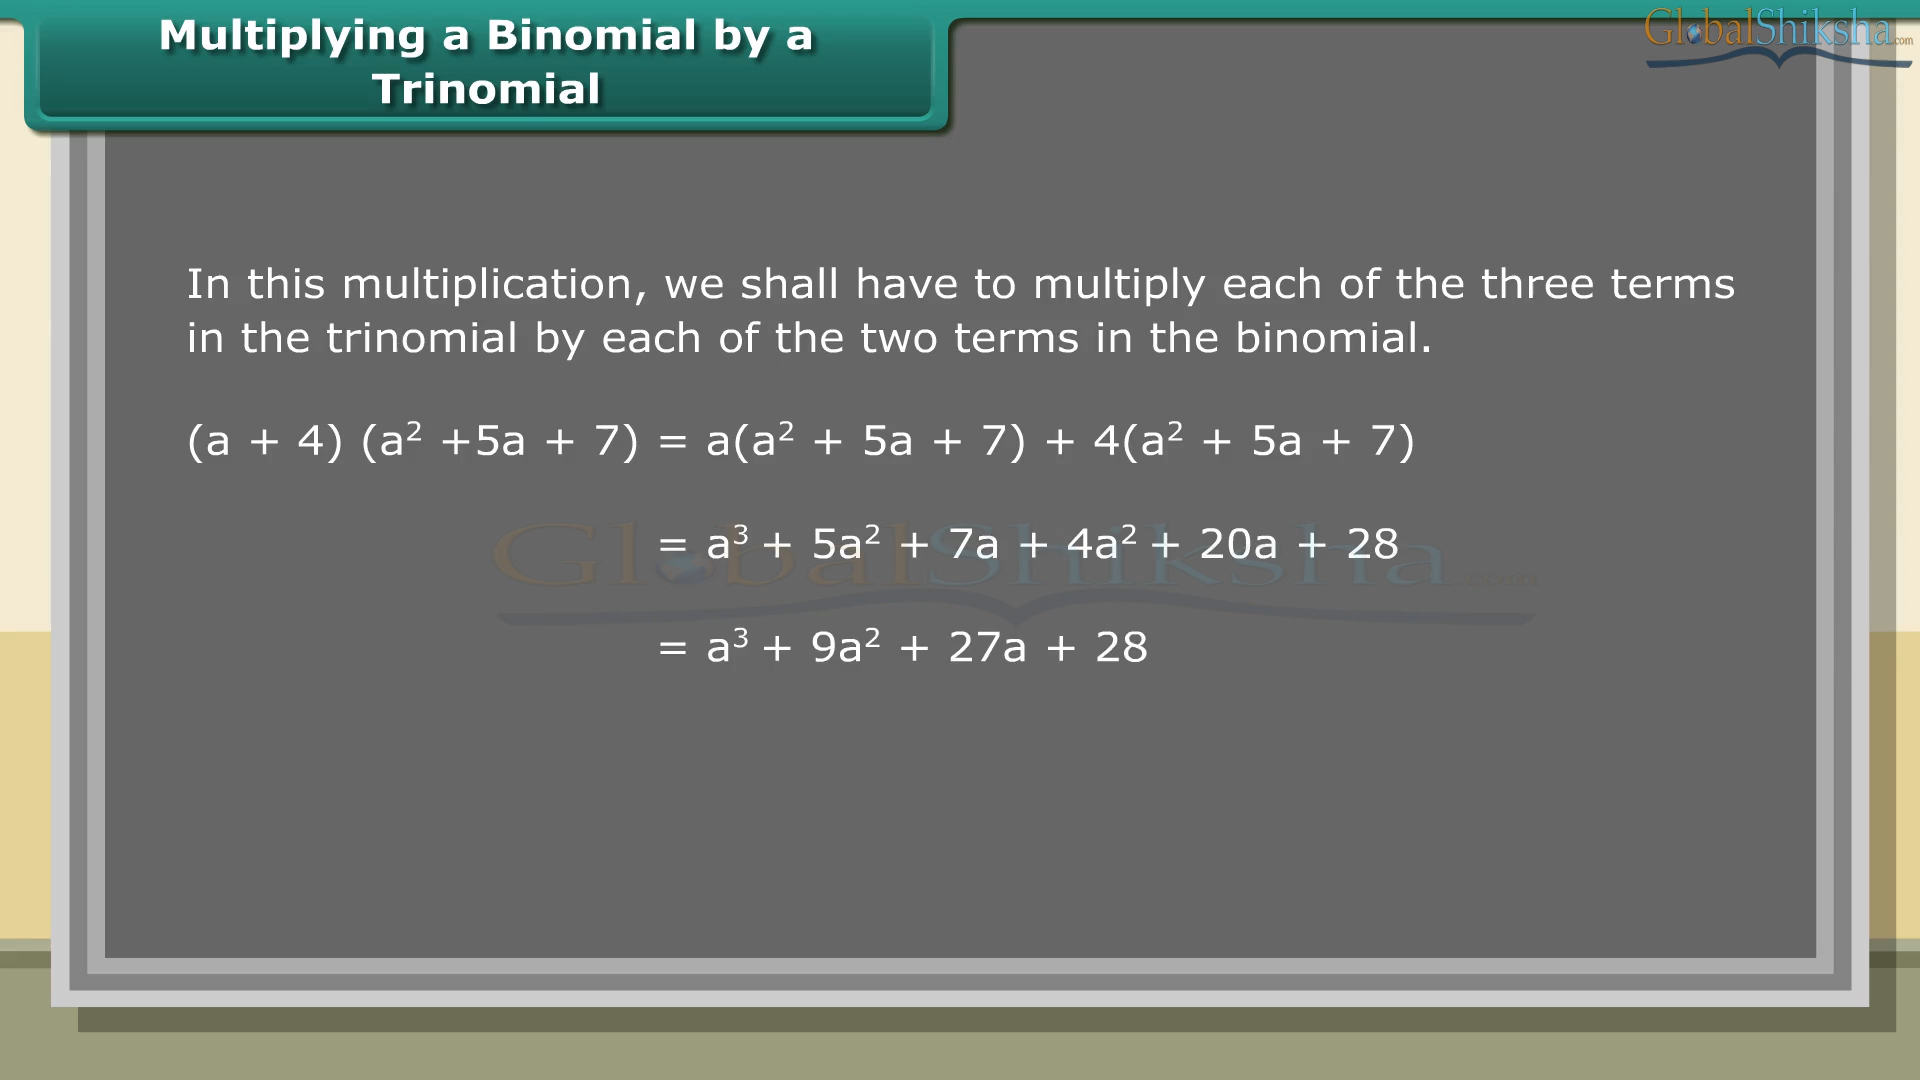 Multiplying a Binomial by a
Trinomial
GlobalShiksha.com
In this multiplication, we shall have to multiply each of the three terms
in the trinomial by each of the two terms in the binomial.
(a + 4) (a² +5a + 7) = a(a² + 5a + 7) + 4(a² + 5a + 7)
= a³ + 5a² + 7a + 4a² + 20a + 28
GlobalShiksha.com
= a³ + 9a² + 27a + 28